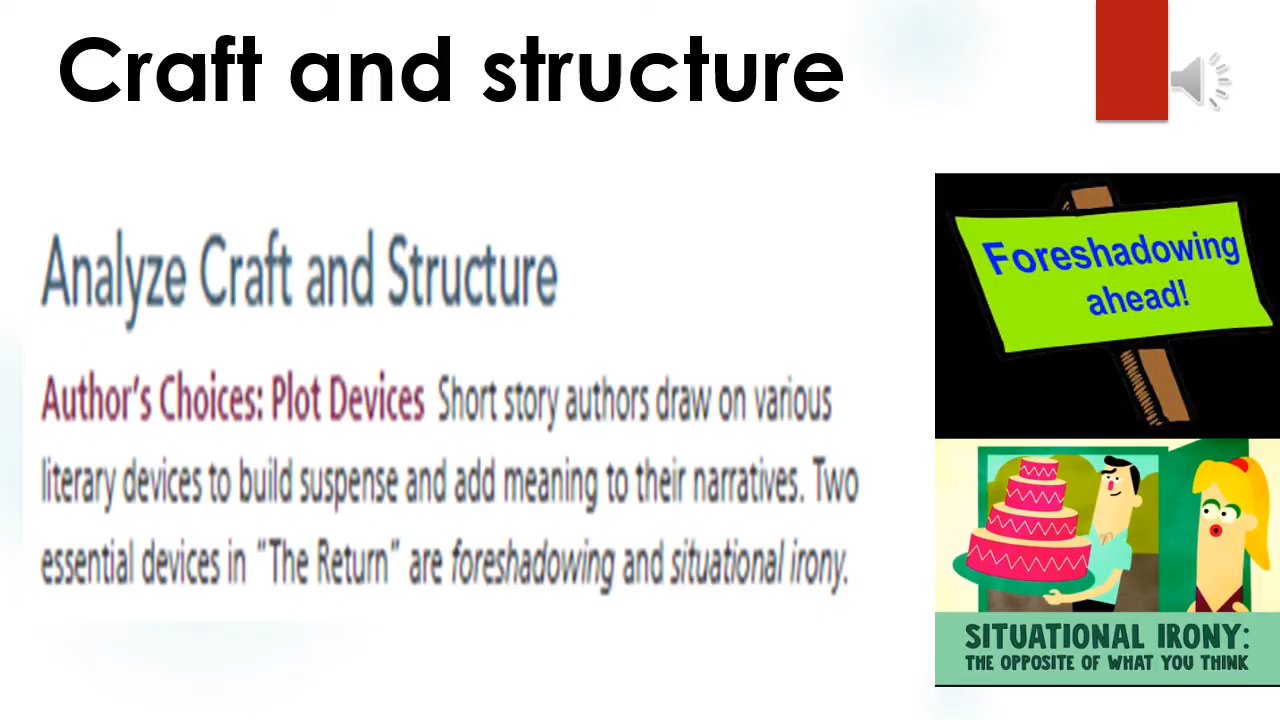 Craft and structure
Analyze Craft and Structure
Author's Choices: Plot Devices Short story authors draw on various
literary devices to build suspense and add meaning to their narratives. Two
essential devices in "The Return" are foreshadowing and situational irony.
Foreshadowing
ahead!
SITUATIONAL IRONY:
THE OPPOSITE OF WHAT YOU THINK